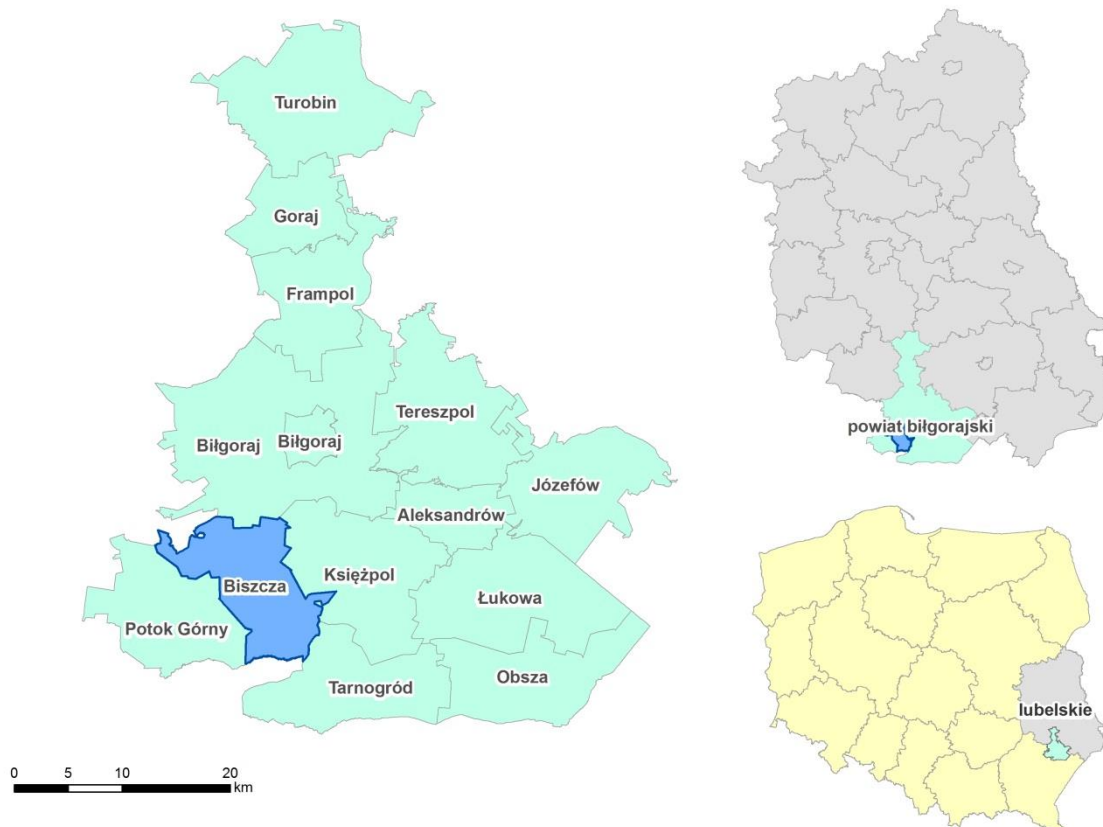 Turobin
Goraj
Frampol
Tereszpol
Biłgoraj
Biłgoraj
Józefów
Aleksandrów
Księżpol
Biszcza
Łukowa
Potok Górny
Obsza
Tarnogród
0 5 10 20
km
powiat biłgorajski
lubelskie